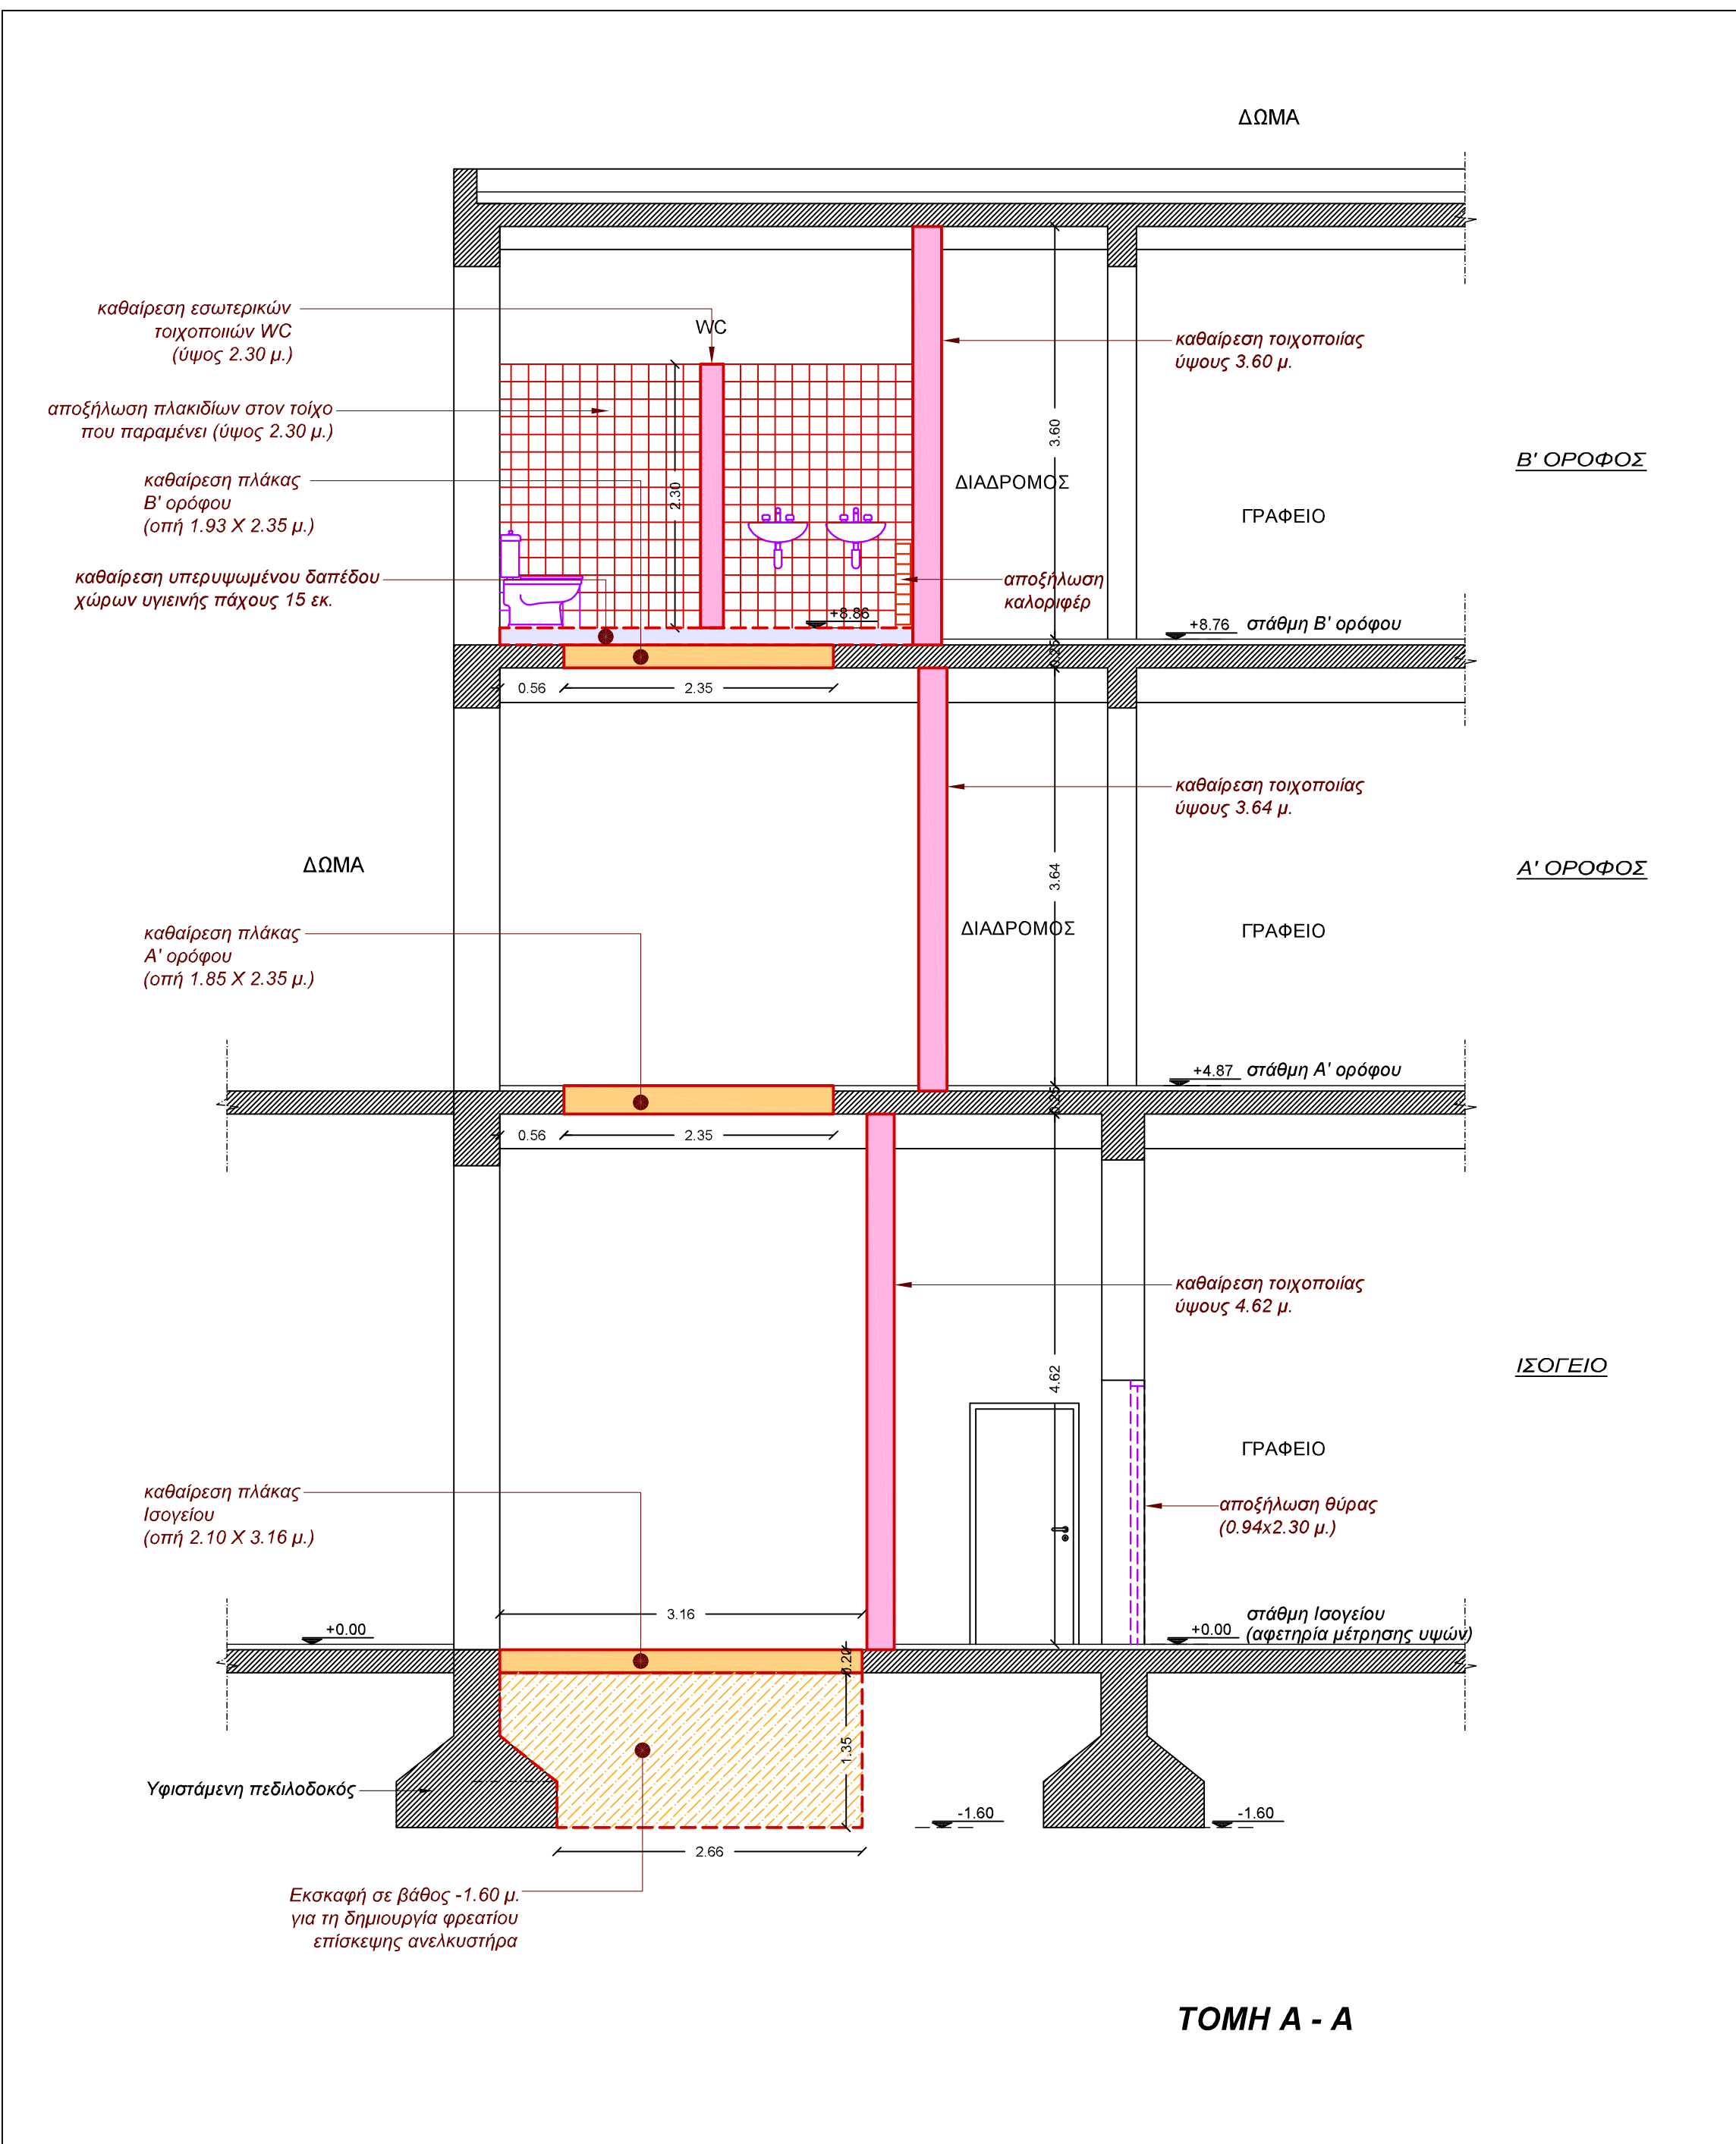 ΔΩΜΑ
καθαίρεση εσωτερικών
τοιχοποιιών WC
(ύψος 2.30 μ.)
WC
καθαίρεση τοιχοποιίας
ύψους 3.60 μ.
αποξήλωση πλακιδίων στον τοίχο
που παραμένει (ύψος 2.30 μ.)
3.60
Β' ΟΡΟΦΟΣ
καθαίρεση πλάκας
Β' ορόφου
(οπή 1.93 Χ 2.35 μ.)
2.30
ΔΙΑΔΡΟΜΟΣ
ΓΡΑΦΕΙΟ
καθαίρεση υπερυψωμένου δαπέδου
χώρων υγιεινής πάχους 15 εκ.
αποξήλωση
καλοριφέρ
+8.86
+8.76
στάθμη Β' ορόφου
0.25
0.56
2.35
καθαίρεση τοιχοποιίας
ύψους 3.64 μ.
ΔΩΜΑ
3.64
Α' ΟΡΟΦΟΣ
καθαίρεση πλάκας
Α' ορόφου
(οπή 1.85 Χ 2.35 μ.)
ΔΙΑΔΡΟΜΟΣ
ΓΡΑΦΕΙΟ
+4.87
στάθμη Α' ορόφου
0.25
0.56
2.35
καθαίρεση τοιχοποιίας
ύψους 4.62 μ.
4.62
ΙΣΟΓΕΙΟ
ΓΡΑΦΕΙΟ
καθαίρεση πλάκας
Ισογείου
(οπή 2.10 Χ 3.16 μ.)
αποξήλωση θύρας
(0.94x2.30 μ.)
3.16
+0.00
+0.00
στάθμη Ισογείου
(αφετηρία μέτρησης υψών)
0.20
1.35
Υφιστάμενη πεδιλοδοκός
-1.60
-1.60
2.66
Εκσκαφή σε βάθος -1.60 μ.
για τη δημιουργία φρεατίου
επίσκεψης ανελκυστήρα
ΤΟΜΗ Α - Α